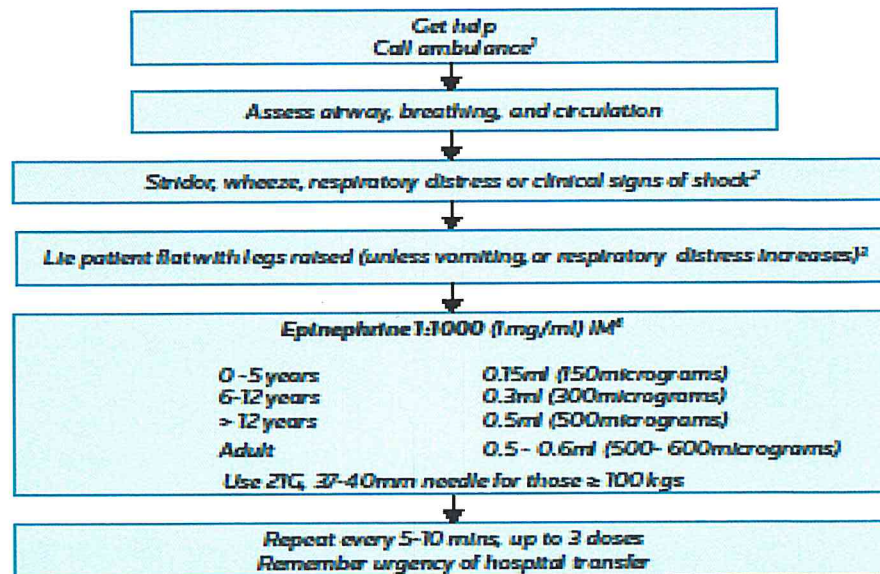 Get help
Call ambulance¹
Assess airway, breathing, and circulation
Stridor, wheeze, respiratory distress or clinical signs of shock²
Lie patient flat with legs raised (unless vomiting, or respiratory distress increases)³
Epinephrine 1:1000 (1mg/ml) IM⁴
0-5 years 0.15ml (150micrograms)
6-12 years 0.3ml (300micrograms)
> 12 years 0.5ml (500micrograms)
Adult 0.5 - 0.6ml (500- 600micrograms)
Use 21G, 37-40mm needle for those ≥ 100 kgs
Repeat every 5-10 mins, up to 3 doses
Remember urgency of hospital transfer